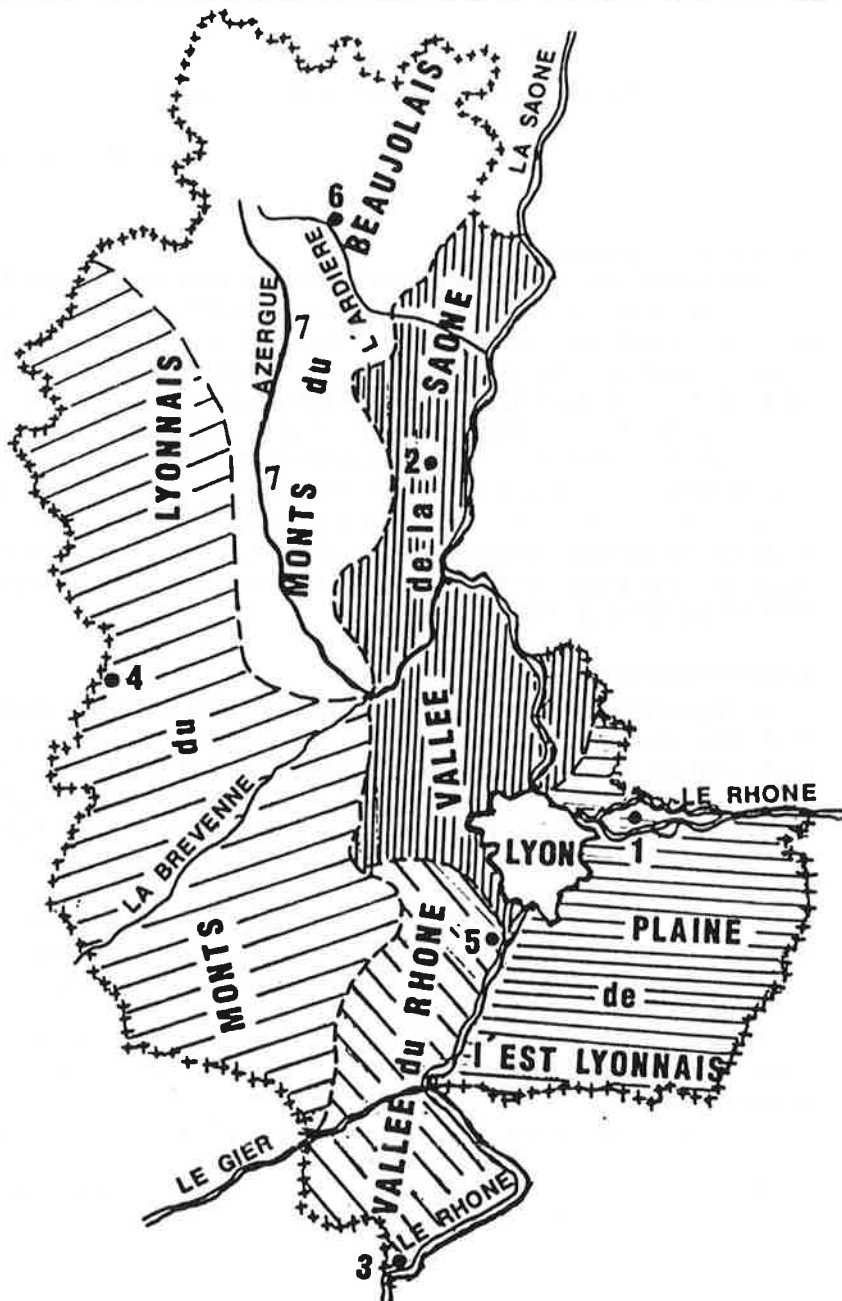 LA SAONE
BEAUJOLAIS
6
L'ARDIERE
AZERGUE
7
du
SAONE
LYONNAIS
2
7
de la
MONTS
4
du
VALLEE
LE RHONE
LA BREVENNE
LYON
1
MONTS
5
PLAINE
de
l'EST LYONNAIS
VALLEE du RHONE
LE GIER
LE RHONE
3